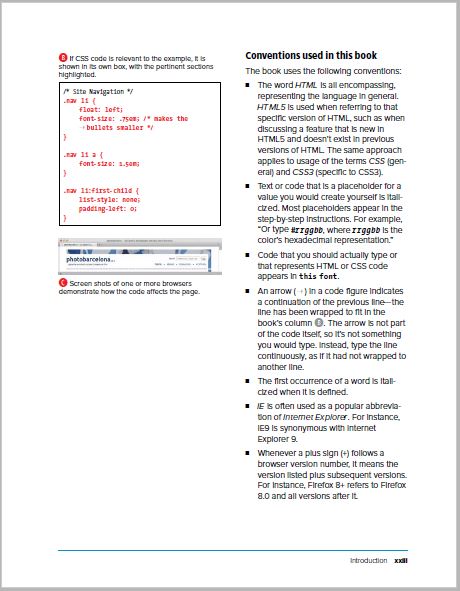 B If CSS code is relevant to the example, it is
shown in its own box, with the pertinent sections
highlighted.
/* Site Navigation */
.nav li {
float: left;
font-size: .75em; /* makes the
→ bullets smaller */
}
.nav li a {
font-size: 1.5em;
}
.nav li:first-child {
list-style: none;
padding-left: 0;
}
photobarcelona...
C Screen shots of one or more browsers
demonstrate how the code affects the page.
Conventions used in this book
The book uses the following conventions:
■ The word HTML is all encompassing,
representing the language in general.
HTML5 is used when referring to that
specific version of HTML, such as when
discussing a feature that is new in
HTML5 and doesn't exist in previous
versions of HTML. The same approach
applies to usage of the terms CSS (gen-
eral) and CSS3 (specific to CSS3).
■ Text or code that is a placeholder for a
value you would create yourself is itali-
cized. Most placeholders appear in the
step-by-step instructions. For example,
"Or type #rrggbb, where rrggbb is the
color's hexadecimal representation."
■ Code that you should actually type or
that represents HTML or CSS code
appears in this font.
■ An arrow (→) in a code figure indicates
a continuation of the previous line—the
line has been wrapped to fit in the
book's column B. The arrow is not part
of the code itself, so it's not something
you would type. Instead, type the line
continuously, as if it had not wrapped to
another line.
■ The first occurrence of a word is itali-
cized when it is defined.
■ IE is often used as a popular abbrevia-
tion of Internet Explorer. For instance,
IE9 is synonymous with Internet
Explorer 9.
■ Whenever a plus sign (+) follows a
browser version number, it means the
version listed plus subsequent versions.
For instance, Firefox 8+ refers to Firefox
8.0 and all versions after it.
Introduction xxiii